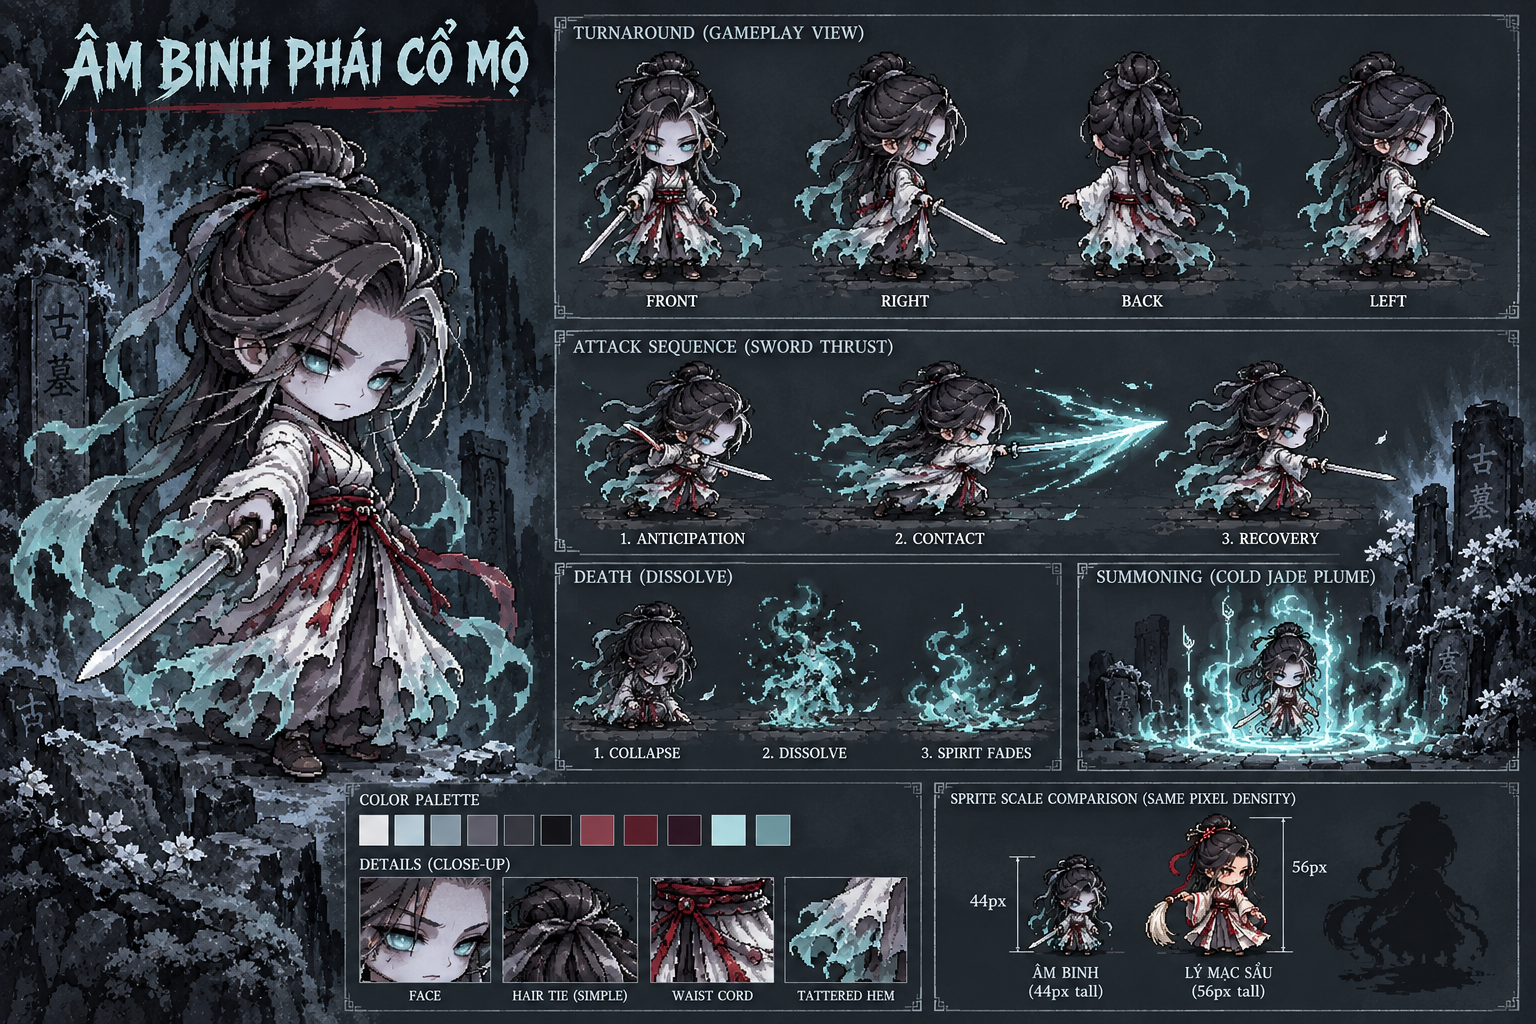 ÂM BINH PHÁI CỔ MỘ
古墓
古墓
古
古
墓
TURNAROUND (GAMEPLAY VIEW)
FRONT
RIGHT
BACK
LEFT
ATTACK SEQUENCE (SWORD THRUST)
1. ANTICIPATION
2. CONTACT
3. RECOVERY
DEATH (DISSOLVE)
1. COLLAPSE
2. DISSOLVE
3. SPIRIT FADES
SUMMONING (COLD JADE PLUME)
COLOR PALETTE
DETAILS (CLOSE-UP)
FACE
HAIR TIE (SIMPLE)
WAIST CORD
TATTERED HEM
SPRITE SCALE COMPARISON (SAME PIXEL DENSITY)
44px
56px
ÂM BINH
(44px tall)
LÝ MẠC SẦU
(56px tall)